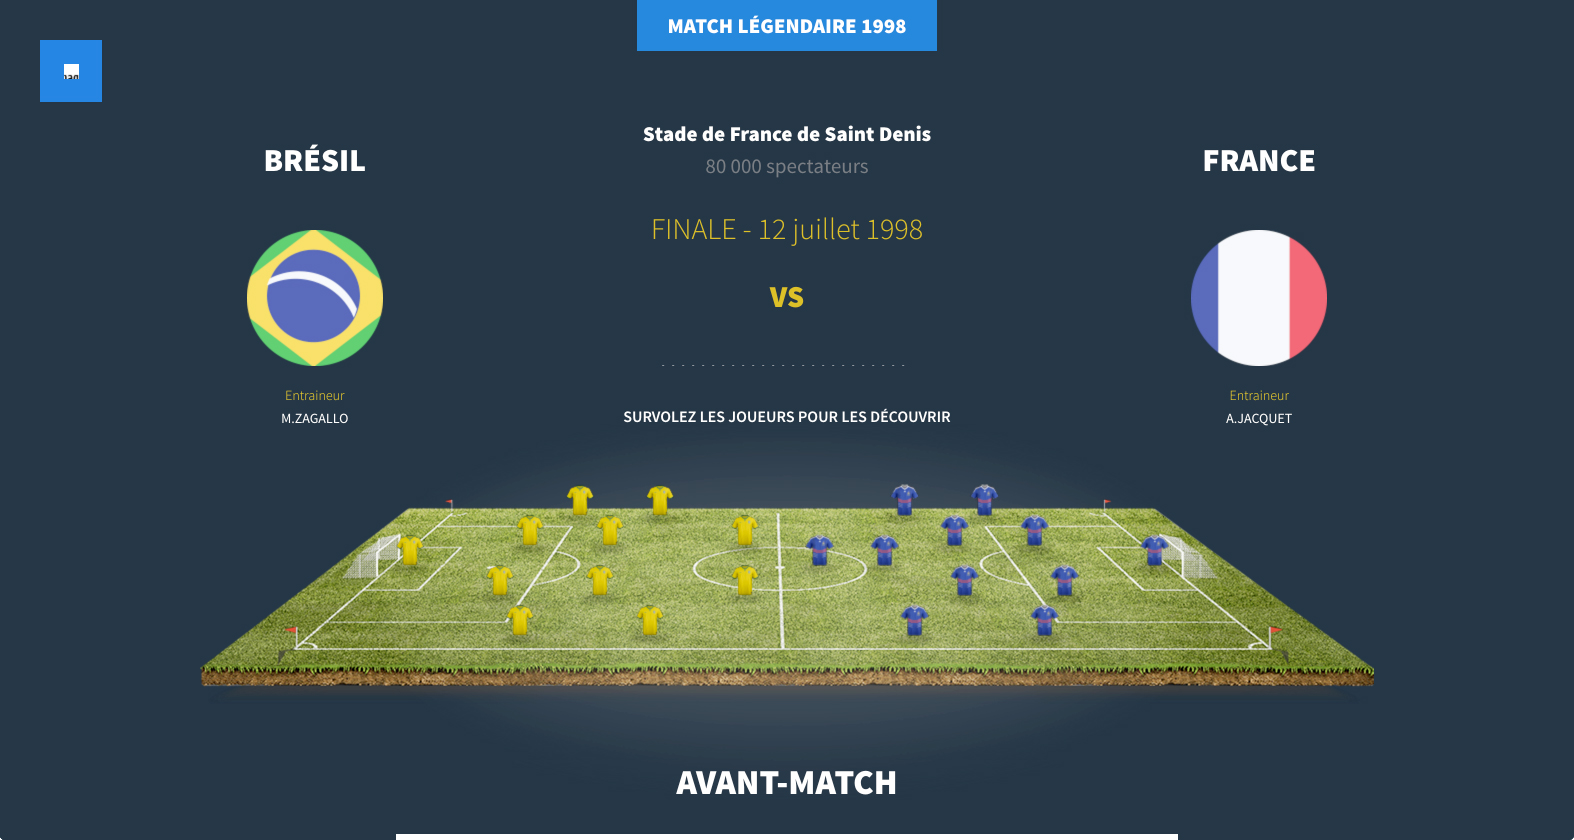 MATCH LÉGENDAIRE 1998
Stade de France de Saint Denis
80 000 spectateurs
BRÉSIL
FRANCE
FINALE - 12 juillet 1998
VS
Entraineur
M.ZAGALLO
Entraineur
A.JACQUET
SURVOLEZ LES JOUEURS POUR LES DÉCOUVRIR
AVANT-MATCH